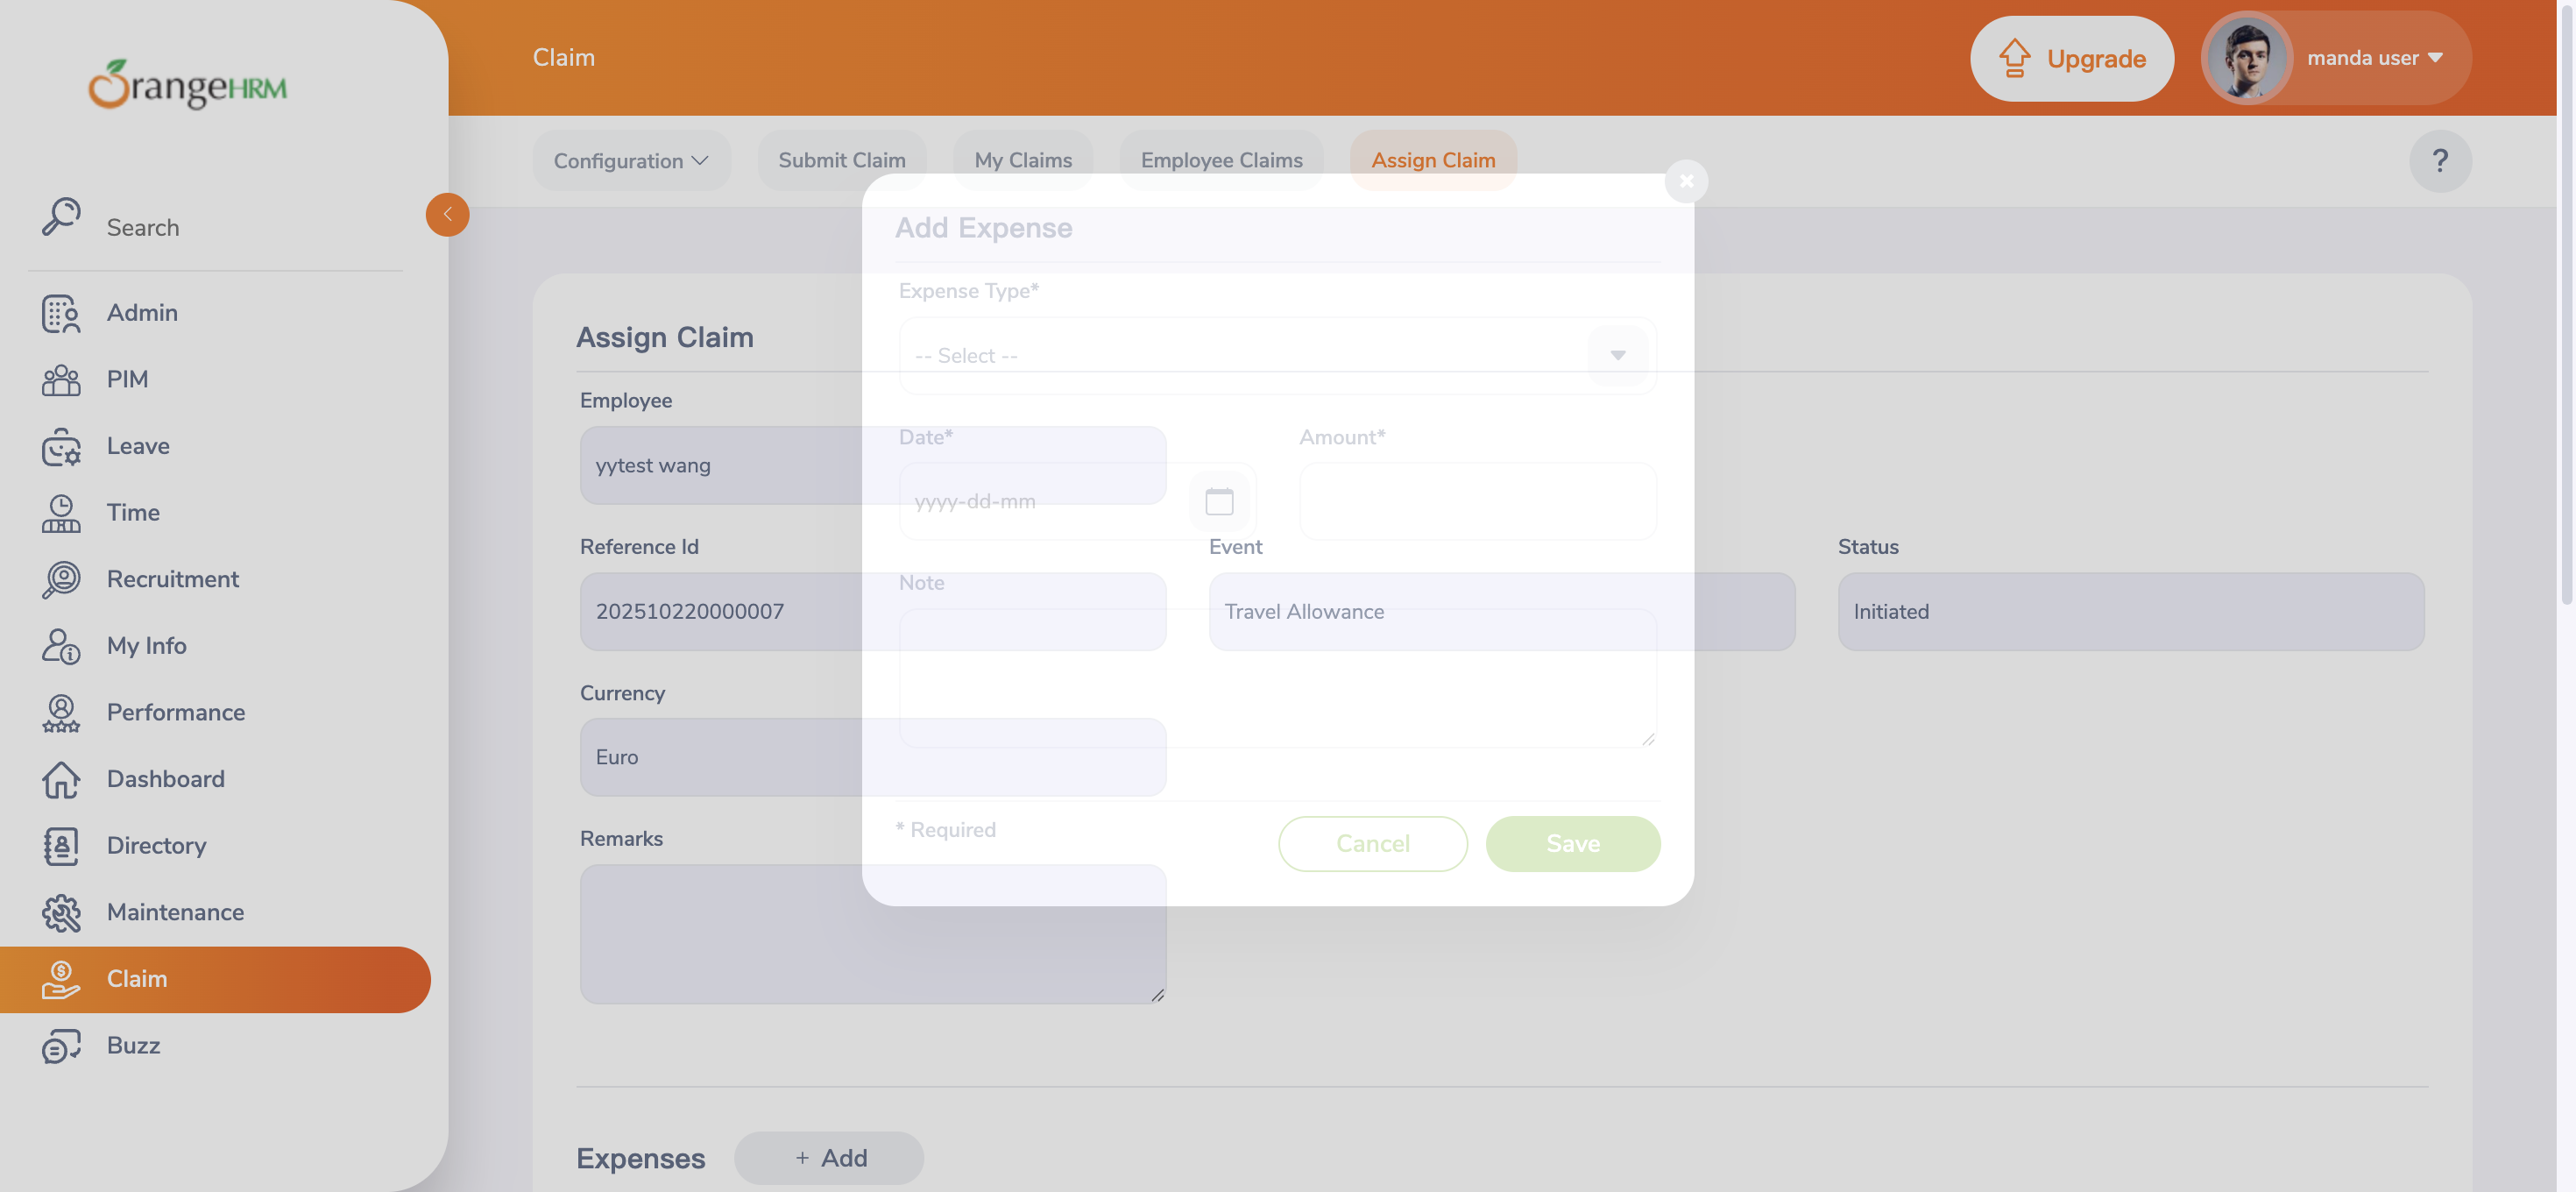 OrangeHRM
Claim
Upgrade
manda user
Configuration
Submit Claim
My Claims
Employee Claims
Assign Claim
?
Search
Admin
PIM
Leave
Time
Recruitment
My Info
Performance
Dashboard
Directory
Maintenance
Claim
Buzz
Add Expense
Expense Type*
-- Select --
Date*
Amount*
yyyy-dd-mm
Note
* Required
Cancel
Save
Assign Claim
Employee
yytest wang
Reference Id
Event
Status
202510220000007
Travel Allowance
Initiated
Currency
Euro
Remarks
Expenses
+ Add